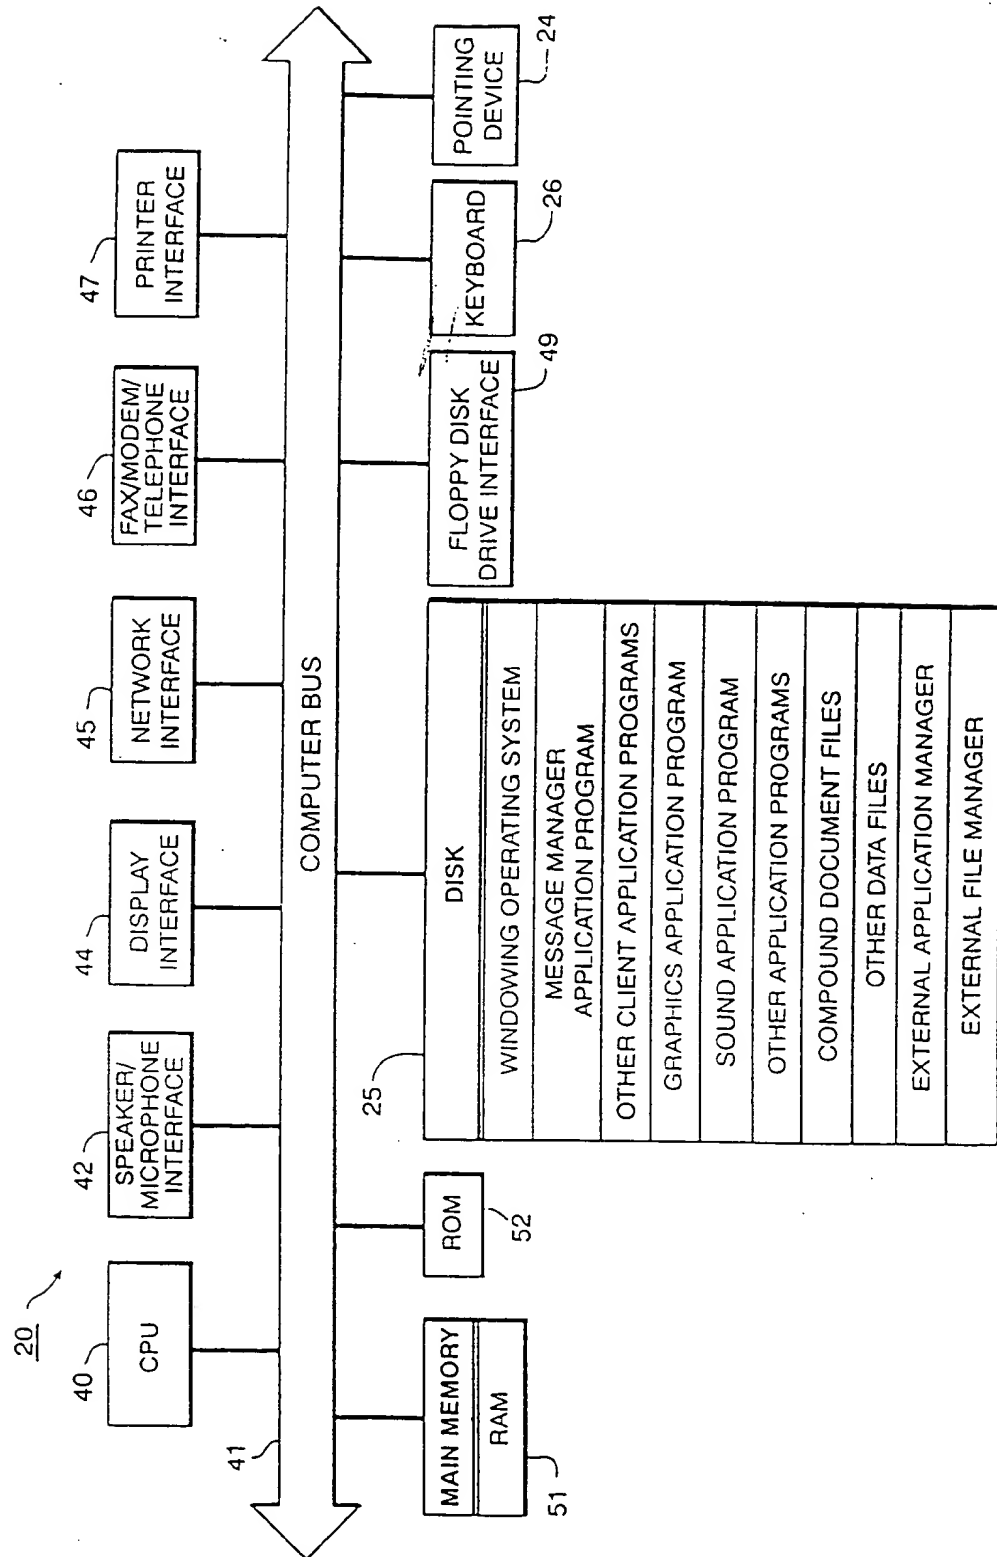 20
40
CPU
42
SPEAKER/
MICROPHONE
INTERFACE
44
DISPLAY
INTERFACE
45
NETWORK
INTERFACE
46
FAX/MODEM/
TELEPHONE
INTERFACE
47
PRINTER
INTERFACE
41
COMPUTER BUS
MAIN MEMORY
RAM
51
ROM
52
25
DISK
WINDOWING OPERATING SYSTEM
MESSAGE MANAGER
APPLICATION PROGRAM
OTHER CLIENT APPLICATION PROGRAMS
GRAPHICS APPLICATION PROGRAM
SOUND APPLICATION PROGRAM
OTHER APPLICATION PROGRAMS
COMPOUND DOCUMENT FILES
OTHER DATA FILES
EXTERNAL APPLICATION MANAGER
EXTERNAL FILE MANAGER
FLOPPY DISK
DRIVE INTERFACE
49
KEYBOARD
26
POINTING
DEVICE
24